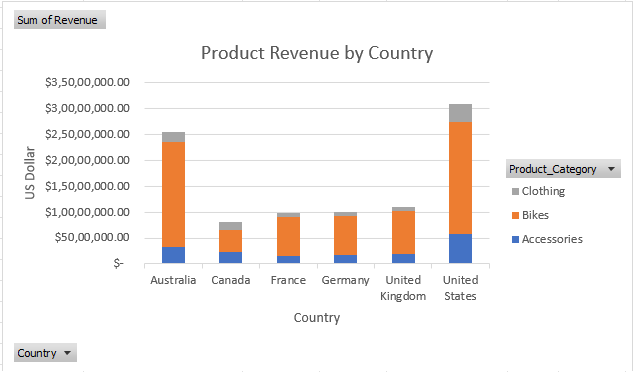 Sum of Revenue
Product Revenue by Country
US Dollar
$3,50,00,000.00
$3,00,00,000.00
$2,50,00,000.00
$2,00,00,000.00
$1,50,00,000.00
$1,00,00,000.00
$50,00,000.00
$-
Australia
Canada
France
Germany
United
Kingdom
United
States
Country
Product_Category
Clothing
Bikes
Accessories
Country